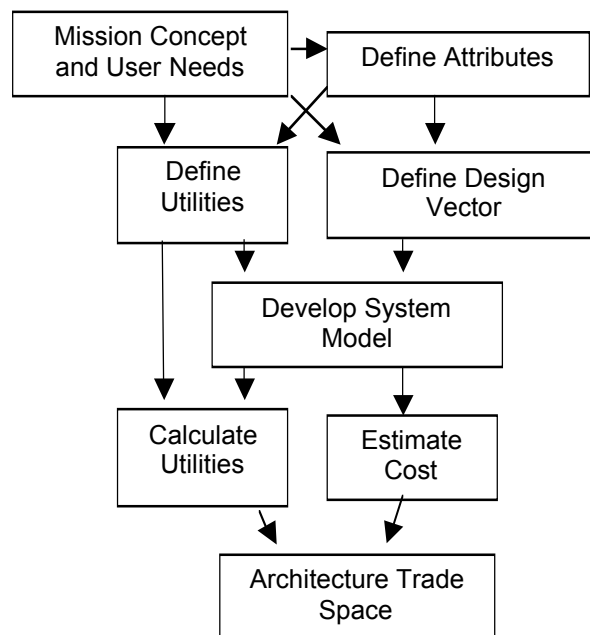 Mission Concept
and User Needs
Define Attributes
Define
Utilities
Define Design
Vector
Develop System
Model
Calculate
Utilities
Estimate
Cost
Architecture Trade
Space